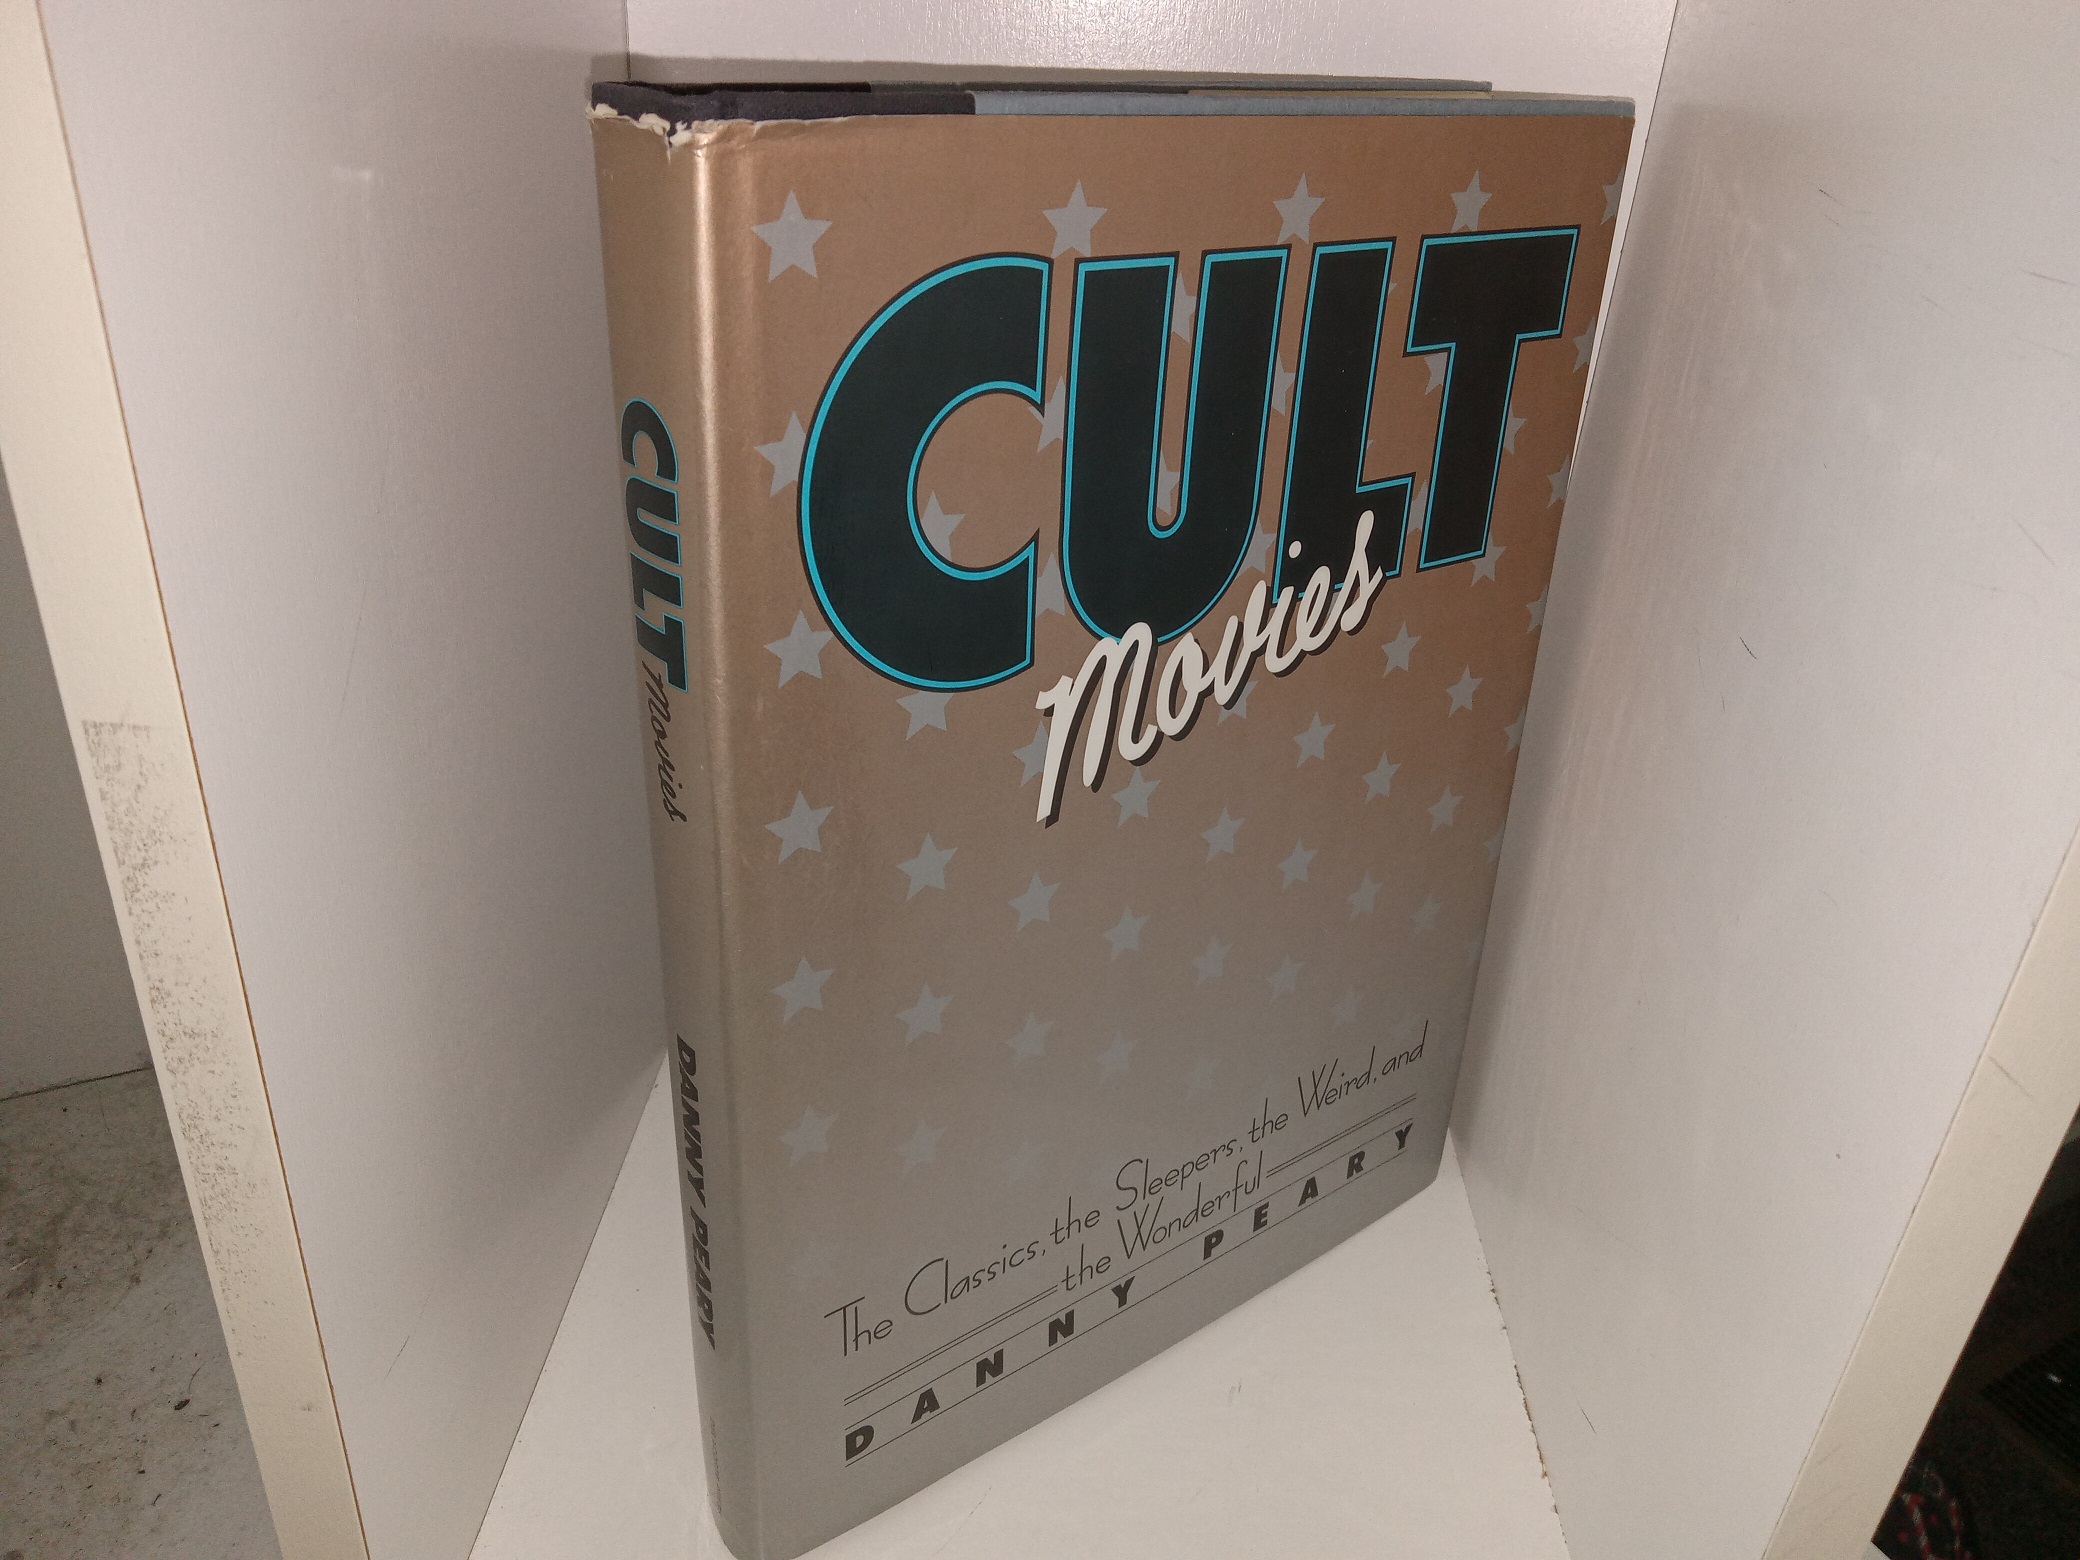 CULT
Movies
The Classics, the Sleepers, the Weird, and
the Wonderful
DANNY PEARY
CULT Movies
DANNY PEARY